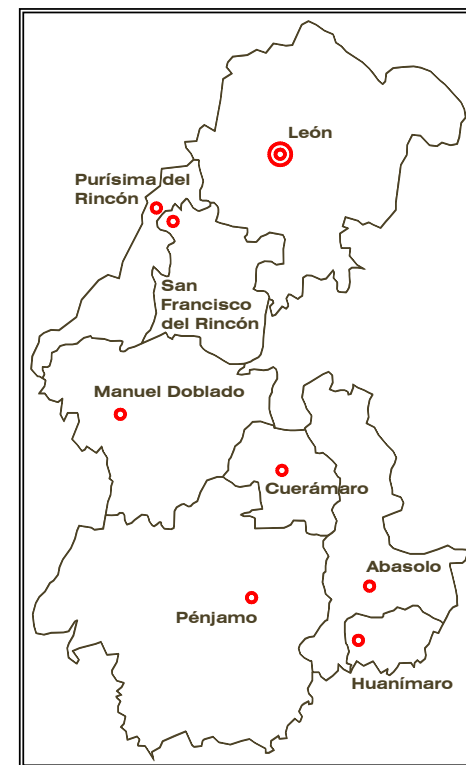 León
Purísima del
Rincón
San
Francisco
del Rincón
Manuel Doblado
Cuerámaro
Abasolo
Pénjamo
Huanímaro